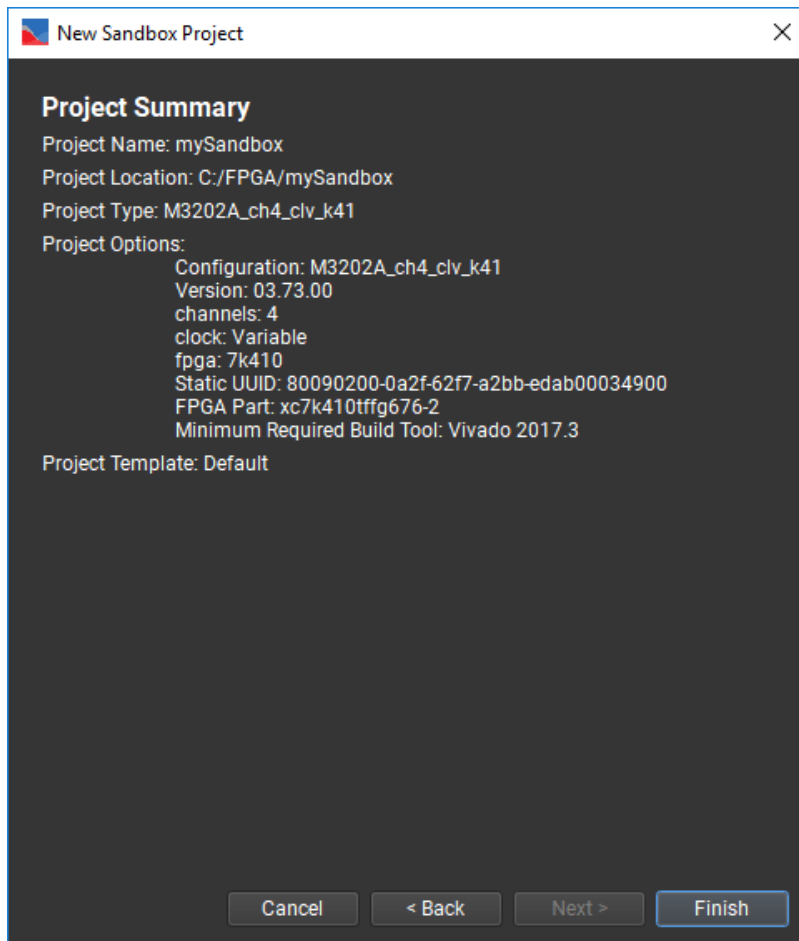 New Sandbox Project
Project Summary
Project Name: mySandbox
Project Location: C:/FPGA/mySandbox
Project Type: M3202A_ch4_clv_k41
Project Options:
Configuration: M3202A_ch4_clv_k41
Version: 03.73.00
channels: 4
clock: Variable
fpga: 7k410
Static UUID: 80090200-0a2f-62f7-a2bb-edab00034900
FPGA Part: xc7k410tffg676-2
Minimum Required Build Tool: Vivado 2017.3
Project Template: Default
Cancel < Back Next > Finish